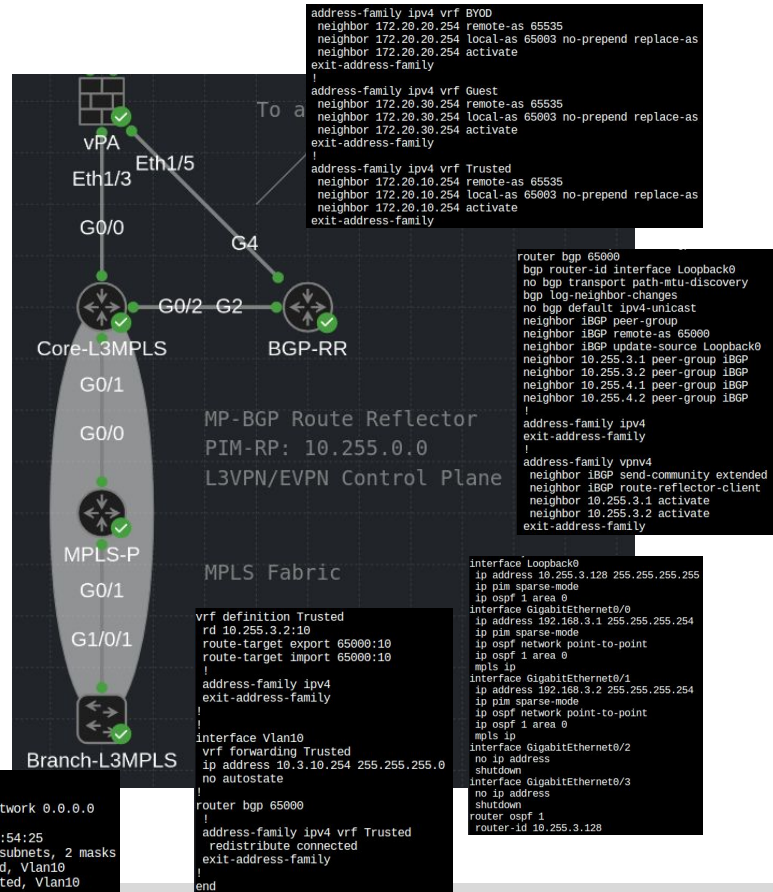 address-family ipv4 vrf BYOD
neighbor 172.20.20.254 remote-as 65535
neighbor 172.20.20.254 local-as 65003 no-prepend replace-as
neighbor 172.20.20.254 activate
exit-address-family
!
address-family ipv4 vrf Guest
neighbor 172.20.30.254 remote-as 65535
neighbor 172.20.30.254 local-as 65003 no-prepend replace-as
neighbor 172.20.30.254 activate
exit-address-family
!
address-family ipv4 vrf Trusted
neighbor 172.20.10.254 remote-as 65535
neighbor 172.20.10.254 local-as 65003 no-prepend replace-as
neighbor 172.20.10.254 activate
exit-address-family
To a
vPA
Eth1/3
Eth1/5
G0/0
G4
G0/2
G2
Core-L3MPLS
BGP-RR
G0/1
G0/0
MP-BGP Route Reflector
PIM-RP: 10.255.0.0
L3VPN/EVPN Control Plane
MPLS-P
MPLS Fabric
G0/1
G1/0/1
Branch-L3MPLS
router bgp 65000
bgp router-id interface Loopback0
no bgp transport path-mtu-discovery
bgp log-neighbor-changes
no bgp default ipv4-unicast
neighbor iBGP peer-group
neighbor iBGP remote-as 65000
neighbor iBGP update-source Loopback0
neighbor 10.255.3.1 peer-group iBGP
neighbor 10.255.3.2 peer-group iBGP
neighbor 10.255.4.1 peer-group iBGP
neighbor 10.255.4.2 peer-group iBGP
!
address-family ipv4
exit-address-family
!
address-family vpnv4
neighbor iBGP send-community extended
neighbor iBGP route-reflector-client
neighbor 10.255.3.1 activate
neighbor 10.255.3.2 activate
exit-address-family
interface Loopback0
ip address 10.255.3.128 255.255.255.255
ip pim sparse-mode
ip ospf 1 area 0
interface GigabitEthernet0/0
ip address 192.168.3.1 255.255.255.254
ip pim sparse-mode
ip ospf network point-to-point
ip ospf 1 area 0
mpls ip
interface GigabitEthernet0/1
ip address 192.168.3.2 255.255.255.254
ip pim sparse-mode
ip ospf network point-to-point
ip ospf 1 area 0
mpls ip
interface GigabitEthernet0/2
no ip address
shutdown
interface GigabitEthernet0/3
no ip address
shutdown
router ospf 1
router-id 10.255.3.128
vrf definition Trusted
rd 10.255.3.2:10
route-target export 65000:10
route-target import 65000:10
!
address-family ipv4
exit-address-family
!
!
interface Vlan10
vrf forwarding Trusted
ip address 10.3.10.254 255.255.255.0
no autostate
!
router bgp 65000
!
address-family ipv4 vrf Trusted
redistribute connected
exit-address-family
!
end
twork 0.0.0.0
:54:25
subnets, 2 masks
d, Vlan10
ted, Vlan10